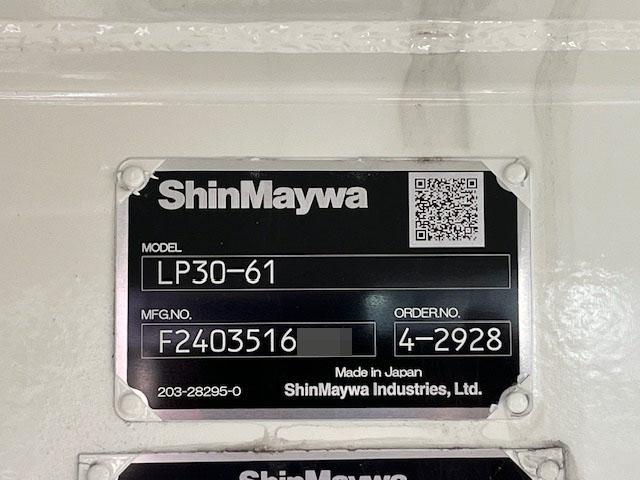 ShinMaywa
MODEL
LP30-61
MFG.NO.
ORDER.NO.
F2403516
4-2928
Made in Japan
203-28295-0
ShinMaywa Industries, Ltd.
ShinMaywa